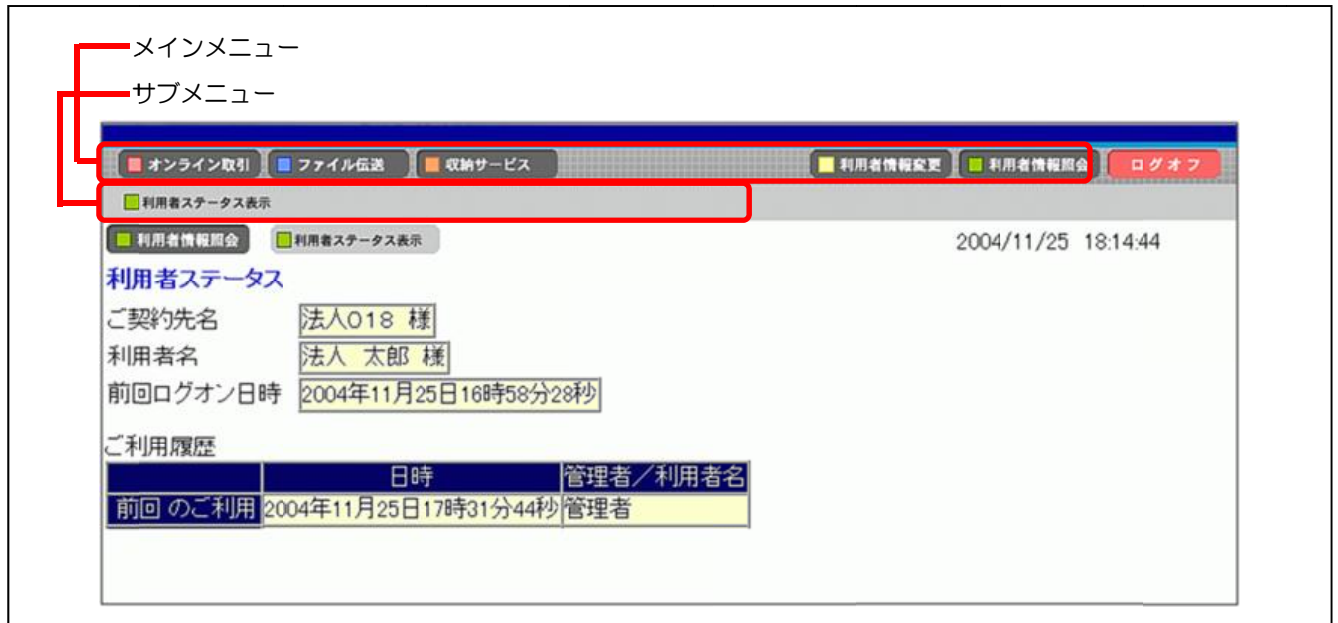 メインメニュー
サブメニュー
オンライン取引 ファイル伝送 収納サービス 利用者情報変更 利用者情報照会 ログオフ
利用者ステータス表示
利用者情報照会 利用者ステータス表示 2004/11/25 18:14:44
利用者ステータス
ご契約先名 法人018 様
利用者名 法人 太郎 様
前回ログオン日時 2004年11月25日16時58分28秒
ご利用履歴
日時 管理者/利用者名
前回 のご利用 2004年11月25日17時31分44秒 管理者